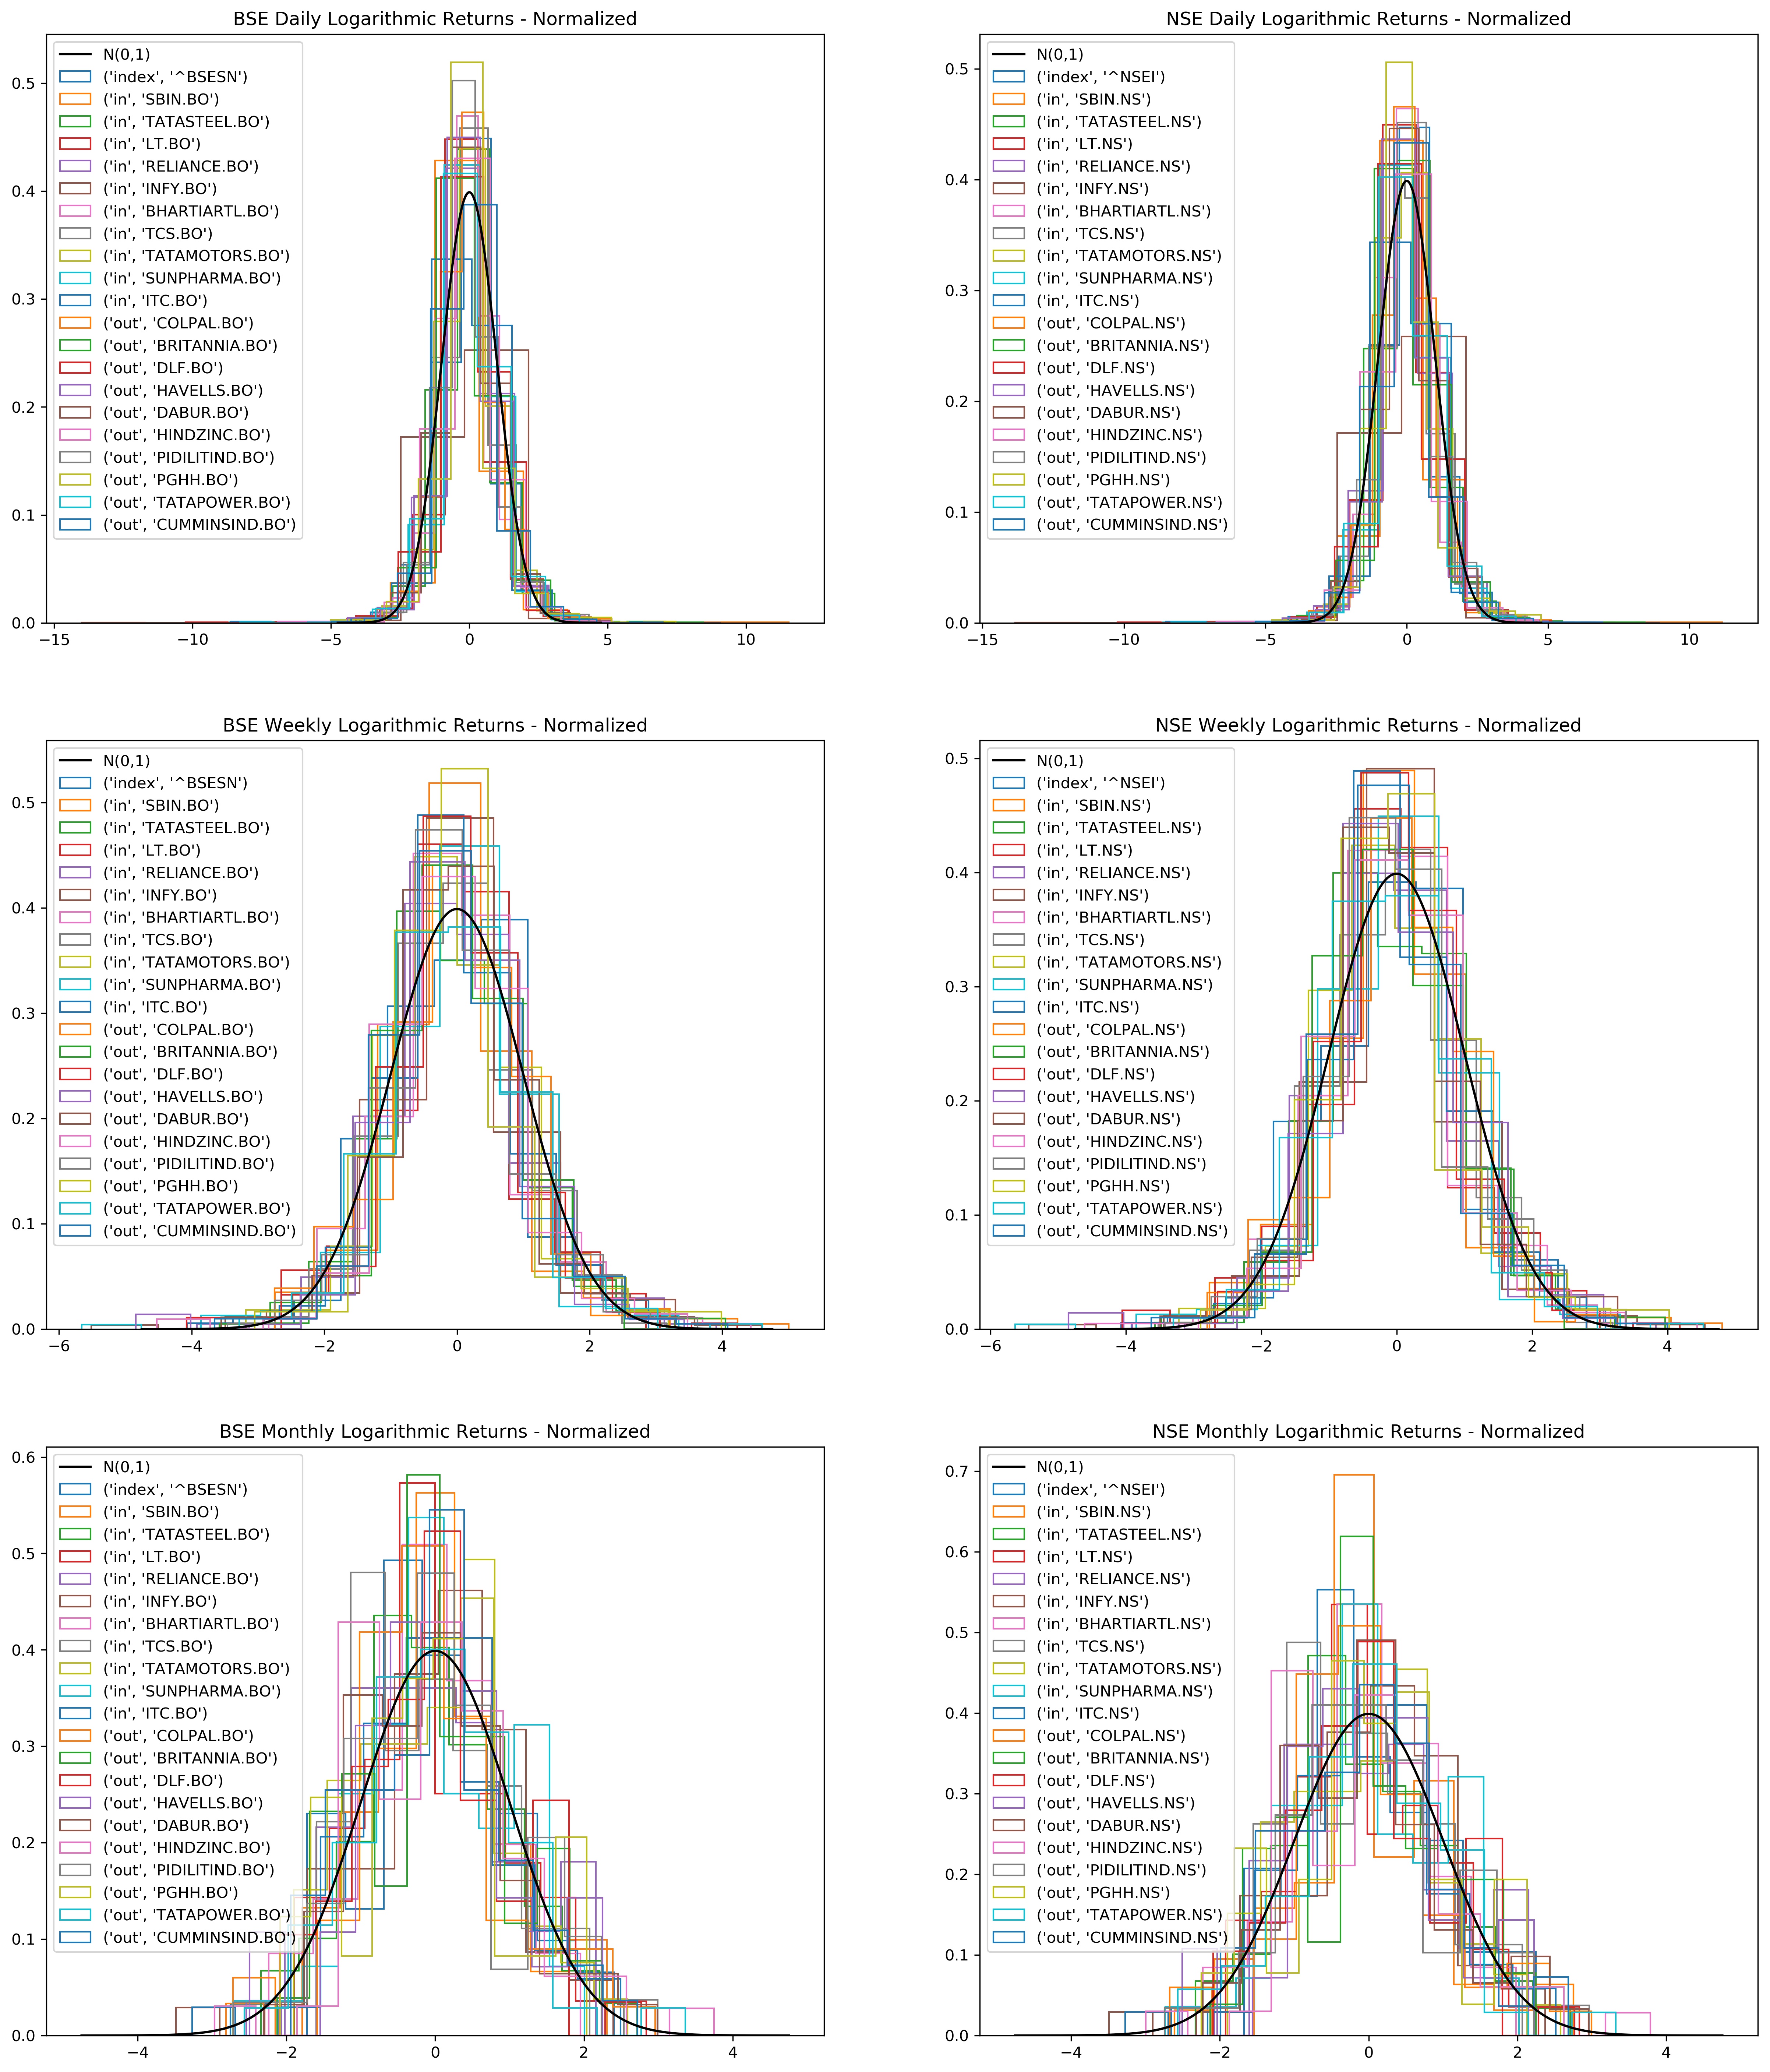 BSE Daily Logarithmic Returns - Normalized
N(0,1)
('index', '^BSESN')
('in', 'SBIN.BO')
('in', 'TATASTEEL.BO')
('in', 'LT.BO')
('in', 'RELIANCE.BO')
('in', 'INFY.BO')
('in', 'BHARTIARTL.BO')
('in', 'TCS.BO')
('in', 'TATAMOTORS.BO')
('in', 'SUNPHARMA.BO')
('in', 'ITC.BO')
('out', 'COLPAL.BO')
('out', 'BRITANNIA.BO')
('out', 'DLF.BO')
('out', 'HAVELLS.BO')
('out', 'DABUR.BO')
('out', 'HINDZINC.BO')
('out', 'PIDILITIND.BO')
('out', 'PGHH.BO')
('out', 'TATAPOWER.BO')
('out', 'CUMMINSIND.BO')
0.5
0.4
0.3
0.2
0.1
0.0
−15 −10 −5 0 5 10
NSE Daily Logarithmic Returns - Normalized
N(0,1)
('index', '^NSEI')
('in', 'SBIN.NS')
('in', 'TATASTEEL.NS')
('in', 'LT.NS')
('in', 'RELIANCE.NS')
('in', 'INFY.NS')
('in', 'BHARTIARTL.NS')
('in', 'TCS.NS')
('in', 'TATAMOTORS.NS')
('in', 'SUNPHARMA.NS')
('in', 'ITC.NS')
('out', 'COLPAL.NS')
('out', 'BRITANNIA.NS')
('out', 'DLF.NS')
('out', 'HAVELLS.NS')
('out', 'DABUR.NS')
('out', 'HINDZINC.NS')
('out', 'PIDILITIND.NS')
('out', 'PGHH.NS')
('out', 'TATAPOWER.NS')
('out', 'CUMMINSIND.NS')
0.5
0.4
0.3
0.2
0.1
0.0
−15 −10 −5 0 5 10
BSE Weekly Logarithmic Returns - Normalized
N(0,1)
('index', '^BSESN')
('in', 'SBIN.BO')
('in', 'TATASTEEL.BO')
('in', 'LT.BO')
('in', 'RELIANCE.BO')
('in', 'INFY.BO')
('in', 'BHARTIARTL.BO')
('in', 'TCS.BO')
('in', 'TATAMOTORS.BO')
('in', 'SUNPHARMA.BO')
('in', 'ITC.BO')
('out', 'COLPAL.BO')
('out', 'BRITANNIA.BO')
('out', 'DLF.BO')
('out', 'HAVELLS.BO')
('out', 'DABUR.BO')
('out', 'HINDZINC.BO')
('out', 'PIDILITIND.BO')
('out', 'PGHH.BO')
('out', 'TATAPOWER.BO')
('out', 'CUMMINSIND.BO')
0.5
0.4
0.3
0.2
0.1
0.0
−6 −4 −2 0 2 4
NSE Weekly Logarithmic Returns - Normalized
N(0,1)
('index', '^NSEI')
('in', 'SBIN.NS')
('in', 'TATASTEEL.NS')
('in', 'LT.NS')
('in', 'RELIANCE.NS')
('in', 'INFY.NS')
('in', 'BHARTIARTL.NS')
('in', 'TCS.NS')
('in', 'TATAMOTORS.NS')
('in', 'SUNPHARMA.NS')
('in', 'ITC.NS')
('out', 'COLPAL.NS')
('out', 'BRITANNIA.NS')
('out', 'DLF.NS')
('out', 'HAVELLS.NS')
('out', 'DABUR.NS')
('out', 'HINDZINC.NS')
('out', 'PIDILITIND.NS')
('out', 'PGHH.NS')
('out', 'TATAPOWER.NS')
('out', 'CUMMINSIND.NS')
0.5
0.4
0.3
0.2
0.1
0.0
−6 −4 −2 0 2 4
BSE Monthly Logarithmic Returns - Normalized
N(0,1)
('index', '^BSESN')
('in', 'SBIN.BO')
('in', 'TATASTEEL.BO')
('in', 'LT.BO')
('in', 'RELIANCE.BO')
('in', 'INFY.BO')
('in', 'BHARTIARTL.BO')
('in', 'TCS.BO')
('in', 'TATAMOTORS.BO')
('in', 'SUNPHARMA.BO')
('in', 'ITC.BO')
('out', 'COLPAL.BO')
('out', 'BRITANNIA.BO')
('out', 'DLF.BO')
('out', 'HAVELLS.BO')
('out', 'DABUR.BO')
('out', 'HINDZINC.BO')
('out', 'PIDILITIND.BO')
('out', 'PGHH.BO')
('out', 'TATAPOWER.BO')
('out', 'CUMMINSIND.BO')
0.6
0.5
0.4
0.3
0.2
0.1
0.0
−4 −2 0 2 4
NSE Monthly Logarithmic Returns - Normalized
N(0,1)
('index', '^NSEI')
('in', 'SBIN.NS')
('in', 'TATASTEEL.NS')
('in', 'LT.NS')
('in', 'RELIANCE.NS')
('in', 'INFY.NS')
('in', 'BHARTIARTL.NS')
('in', 'TCS.NS')
('in', 'TATAMOTORS.NS')
('in', 'SUNPHARMA.NS')
('in', 'ITC.NS')
('out', 'COLPAL.NS')
('out', 'BRITANNIA.NS')
('out', 'DLF.NS')
('out', 'HAVELLS.NS')
('out', 'DABUR.NS')
('out', 'HINDZINC.NS')
('out', 'PIDILITIND.NS')
('out', 'PGHH.NS')
('out', 'TATAPOWER.NS')
('out', 'CUMMINSIND.NS')
0.7
0.6
0.5
0.4
0.3
0.2
0.1
0.0
−4 −2 0 2 4